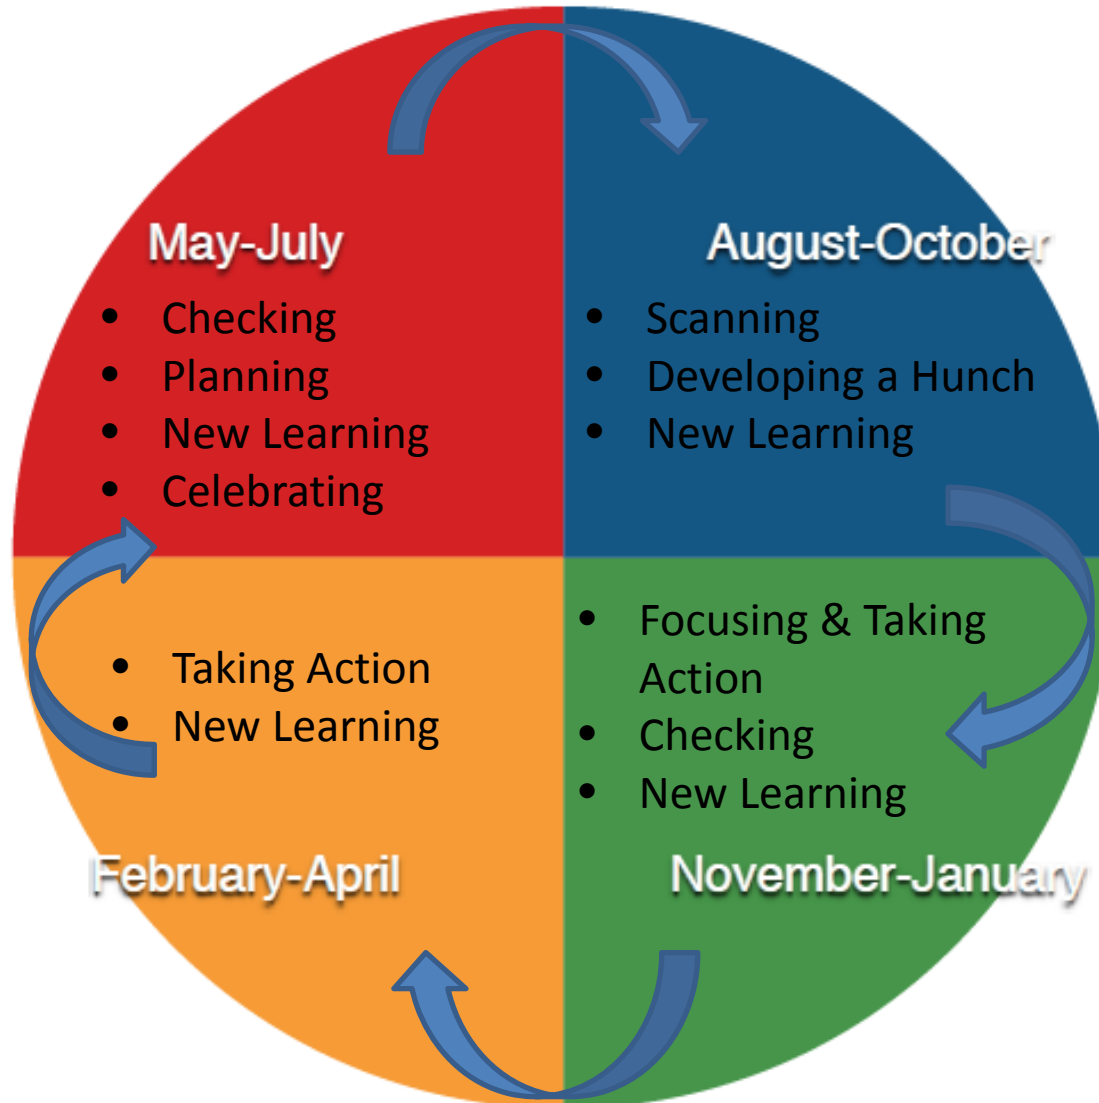 May-July
• Checking
• Planning
• New Learning
• Celebrating
August-October
• Scanning
• Developing a Hunch
• New Learning
• Taking Action
• New Learning
February-April
• Focusing & Taking
Action
• Checking
• New Learning
November-January